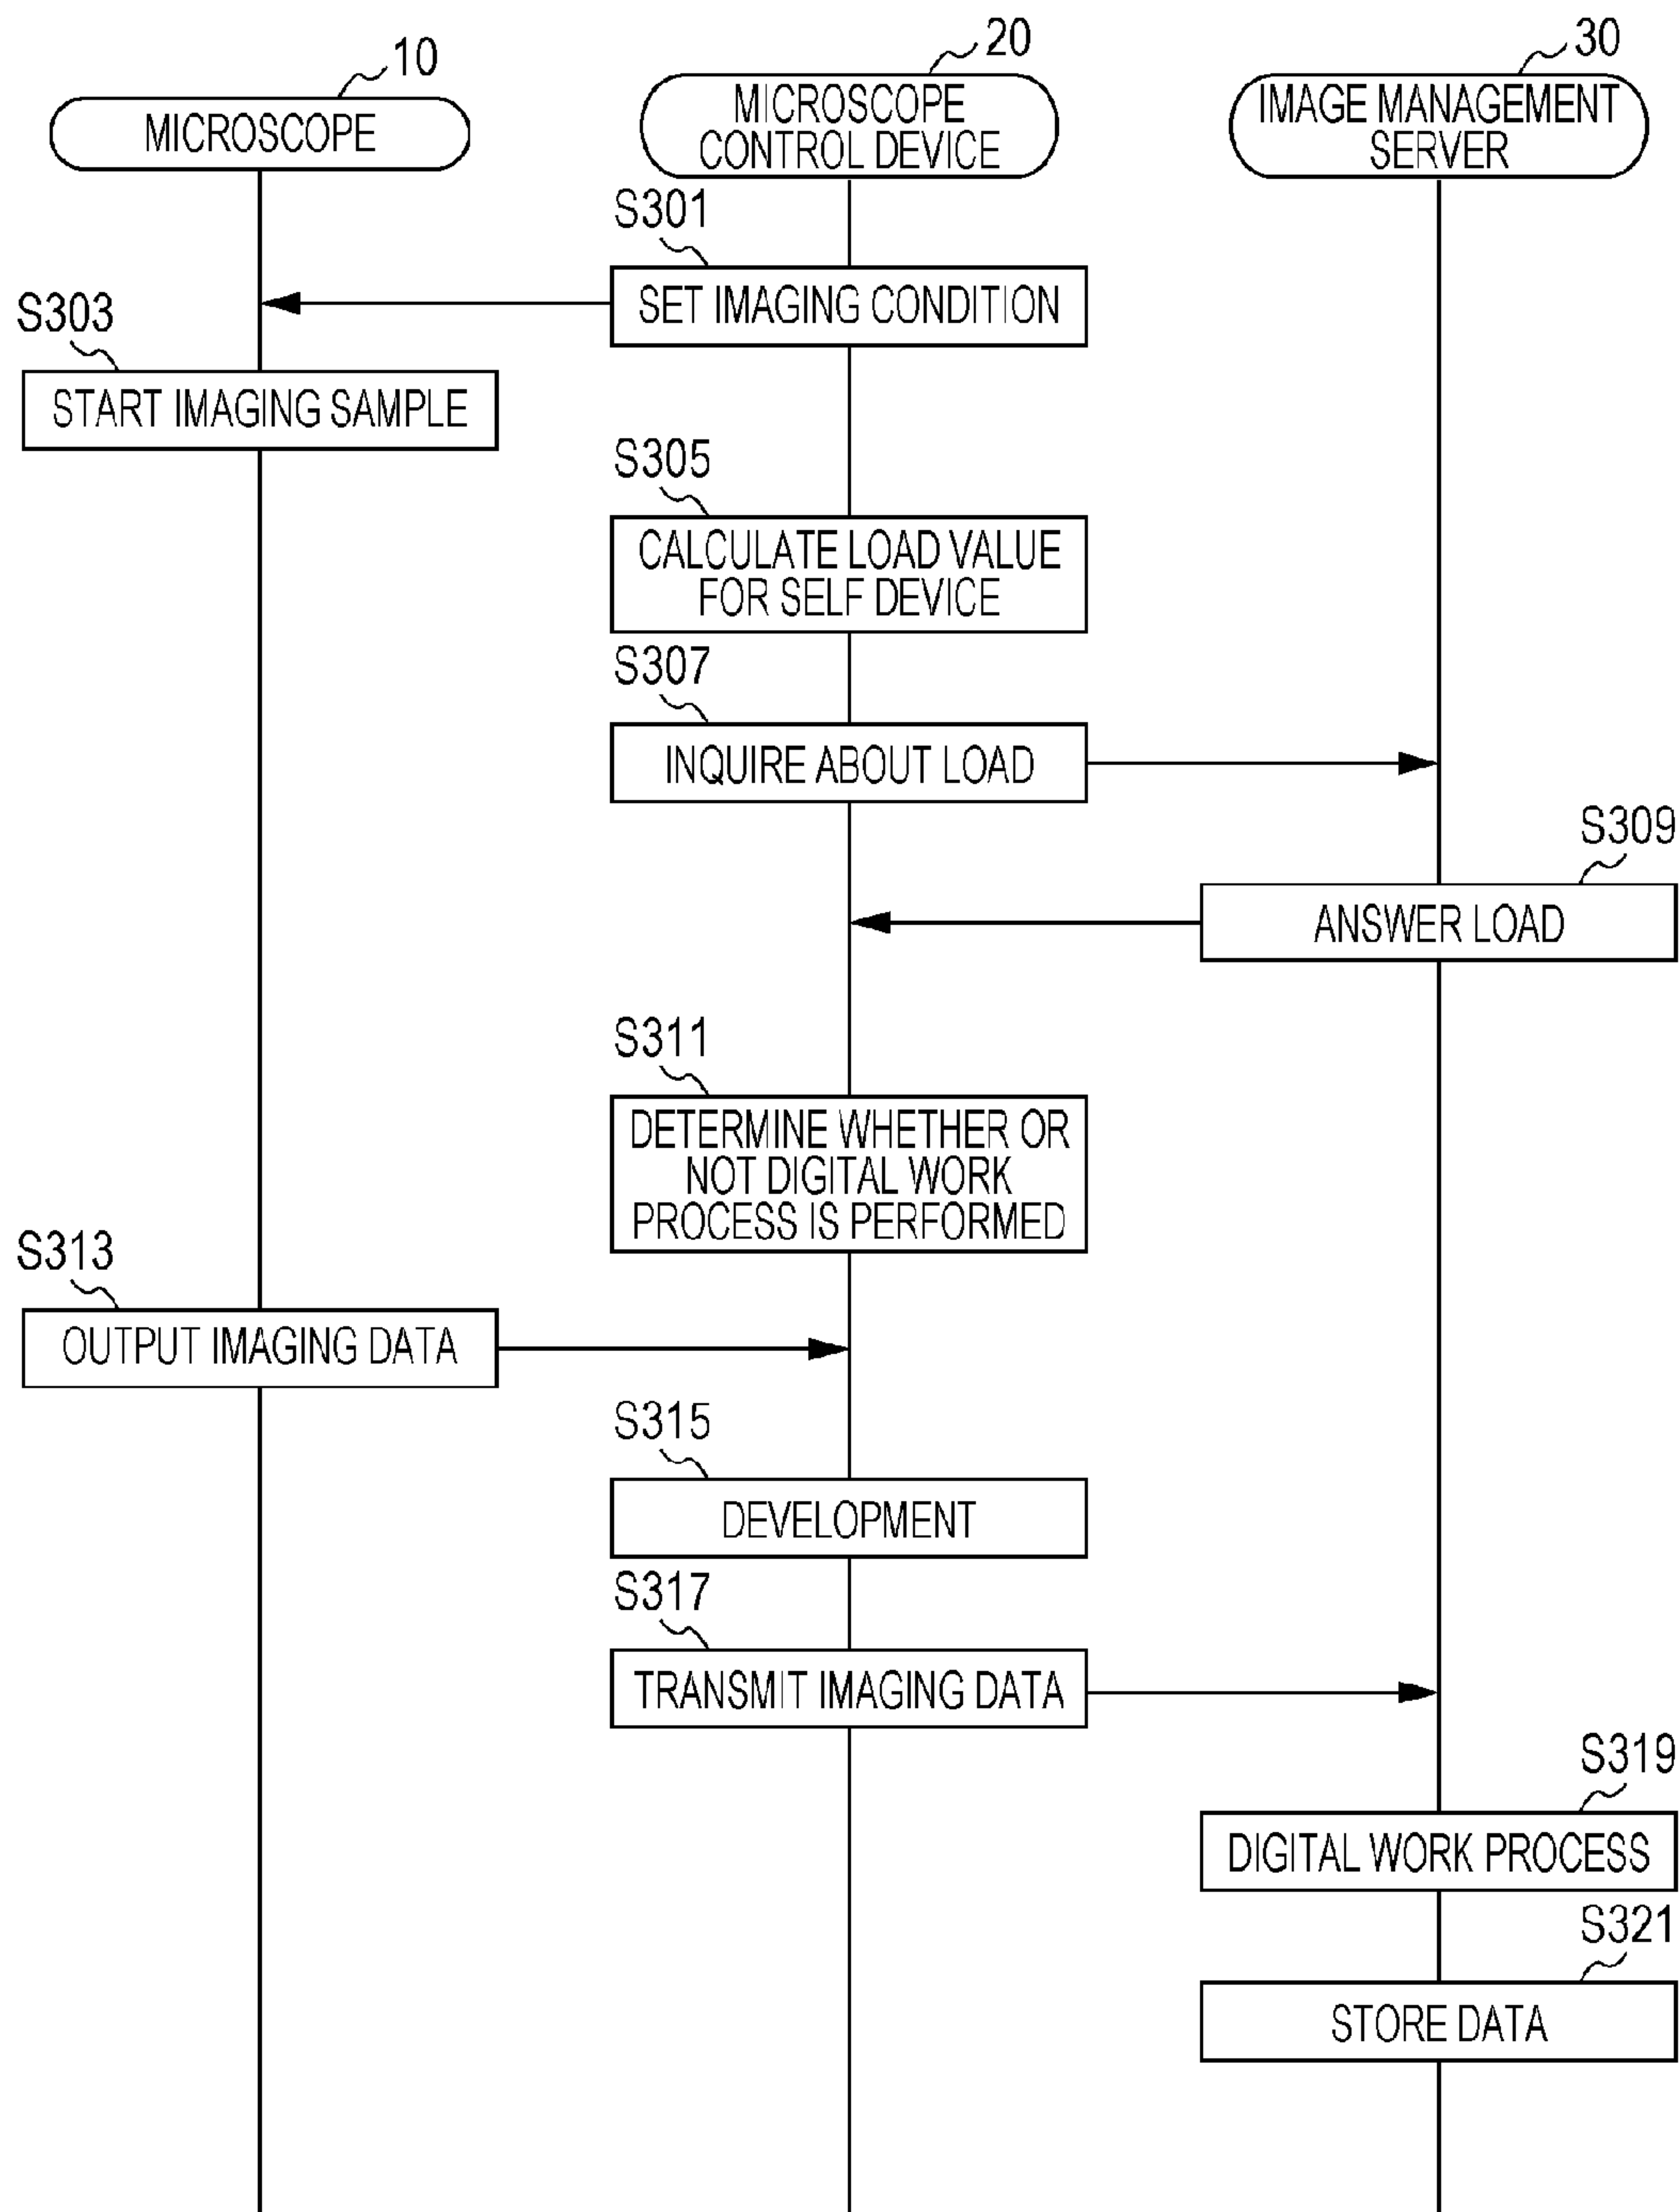 10
20
30
MICROSCOPE
MICROSCOPE
CONTROL DEVICE
IMAGE MANAGEMENT
SERVER
S301
SET IMAGING CONDITION
S303
START IMAGING SAMPLE
S305
CALCULATE LOAD VALUE
FOR SELF DEVICE
S307
INQUIRE ABOUT LOAD
S309
ANSWER LOAD
S311
DETERMINE WHETHER OR
NOT DIGITAL WORK
PROCESS IS PERFORMED
S313
OUTPUT IMAGING DATA
S315
DEVELOPMENT
S317
TRANSMIT IMAGING DATA
S319
DIGITAL WORK PROCESS
S321
STORE DATA